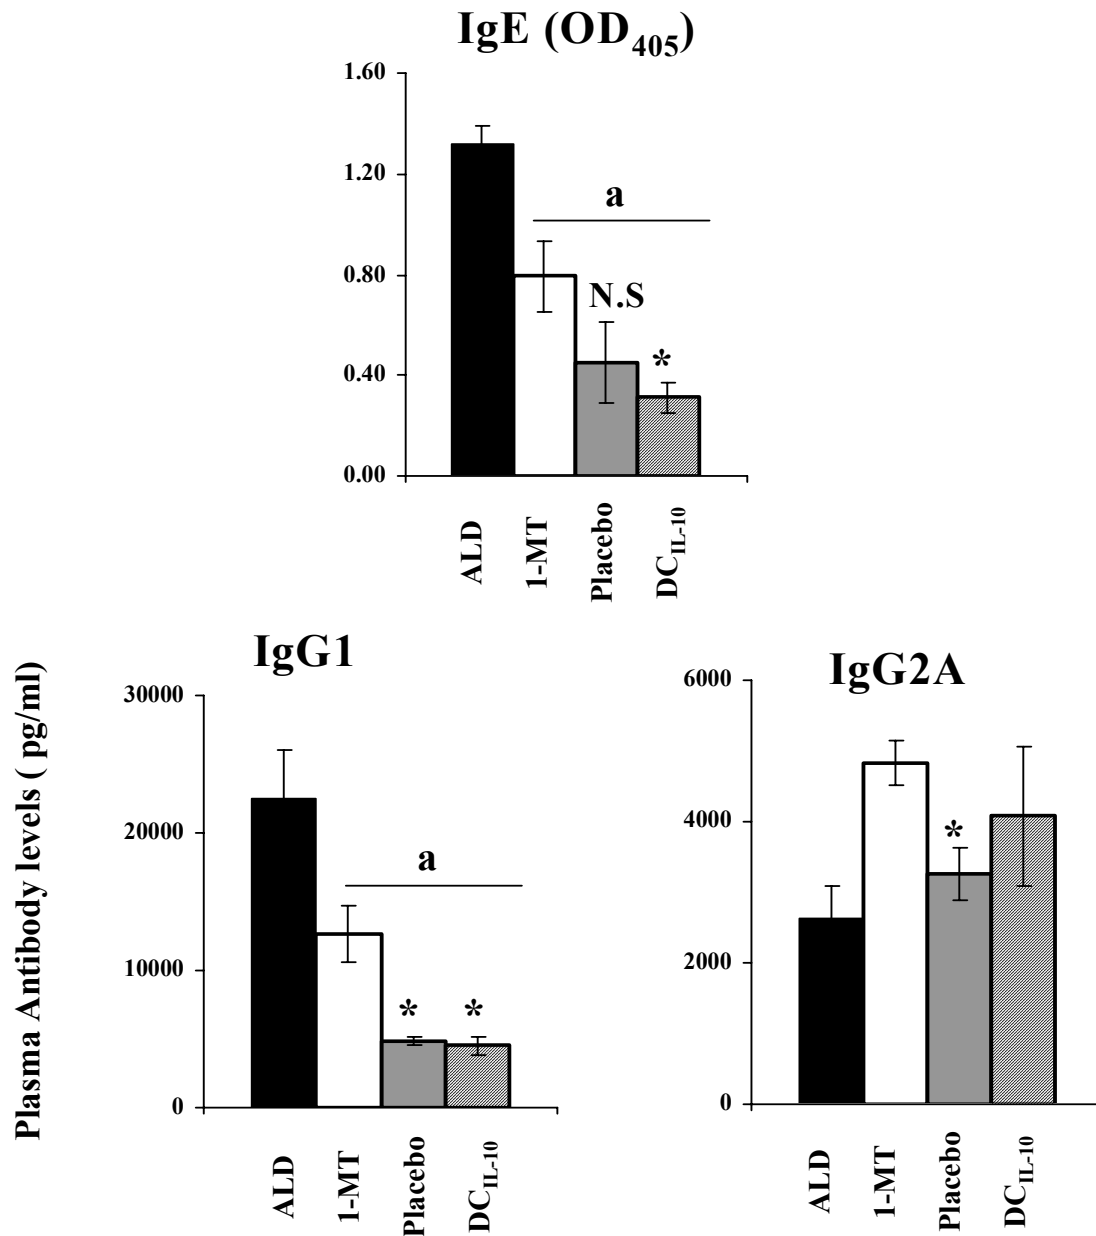 IgE (OD405)
1.60
1.20
0.80
0.40
0.00
a
N.S
*
ALD
1-MT
Placebo
DCIL-10
Plasma Antibody levels ( pg/ml)
IgG1
30000
20000
10000
0
a
*
*
ALD
1-MT
Placebo
DCIL-10
IgG2A
6000
4000
2000
0
*
ALD
1-MT
Placebo
DCIL-10